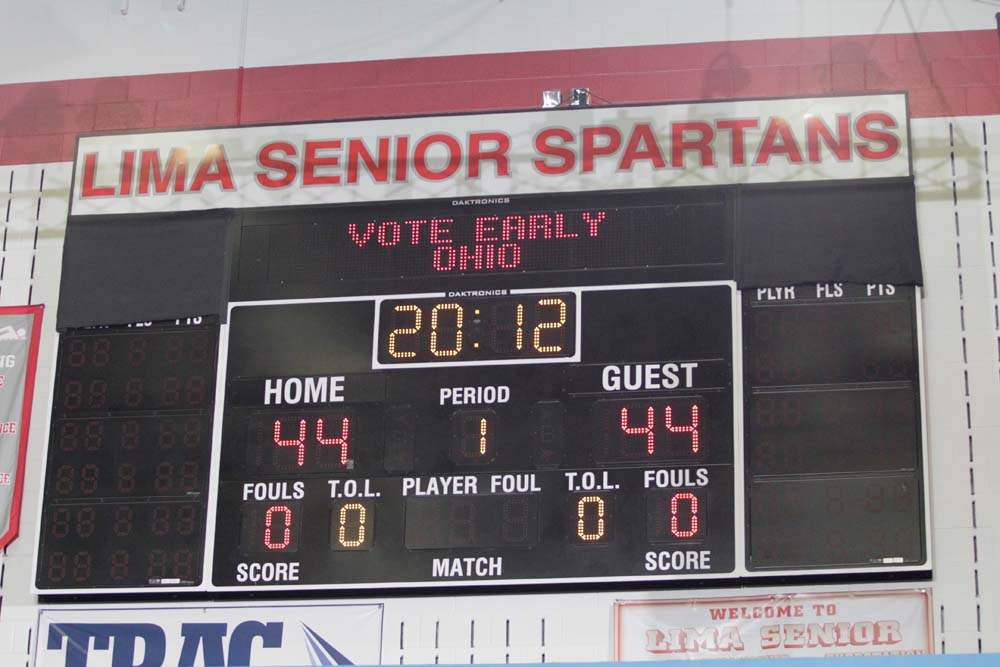 LIMA SENIOR SPARTANS
DAKTRONICS
VOTE EARLY
OHIO
DAKTRONICS
20:12
PLYR FLS PTS
HOME PERIOD GUEST
44 1 44
FOULS T.O.L. PLAYER FOUL T.O.L. FOULS
0 0 0 0
SCORE MATCH SCORE
TRAC
WELCOME TO
LIMA SENIOR